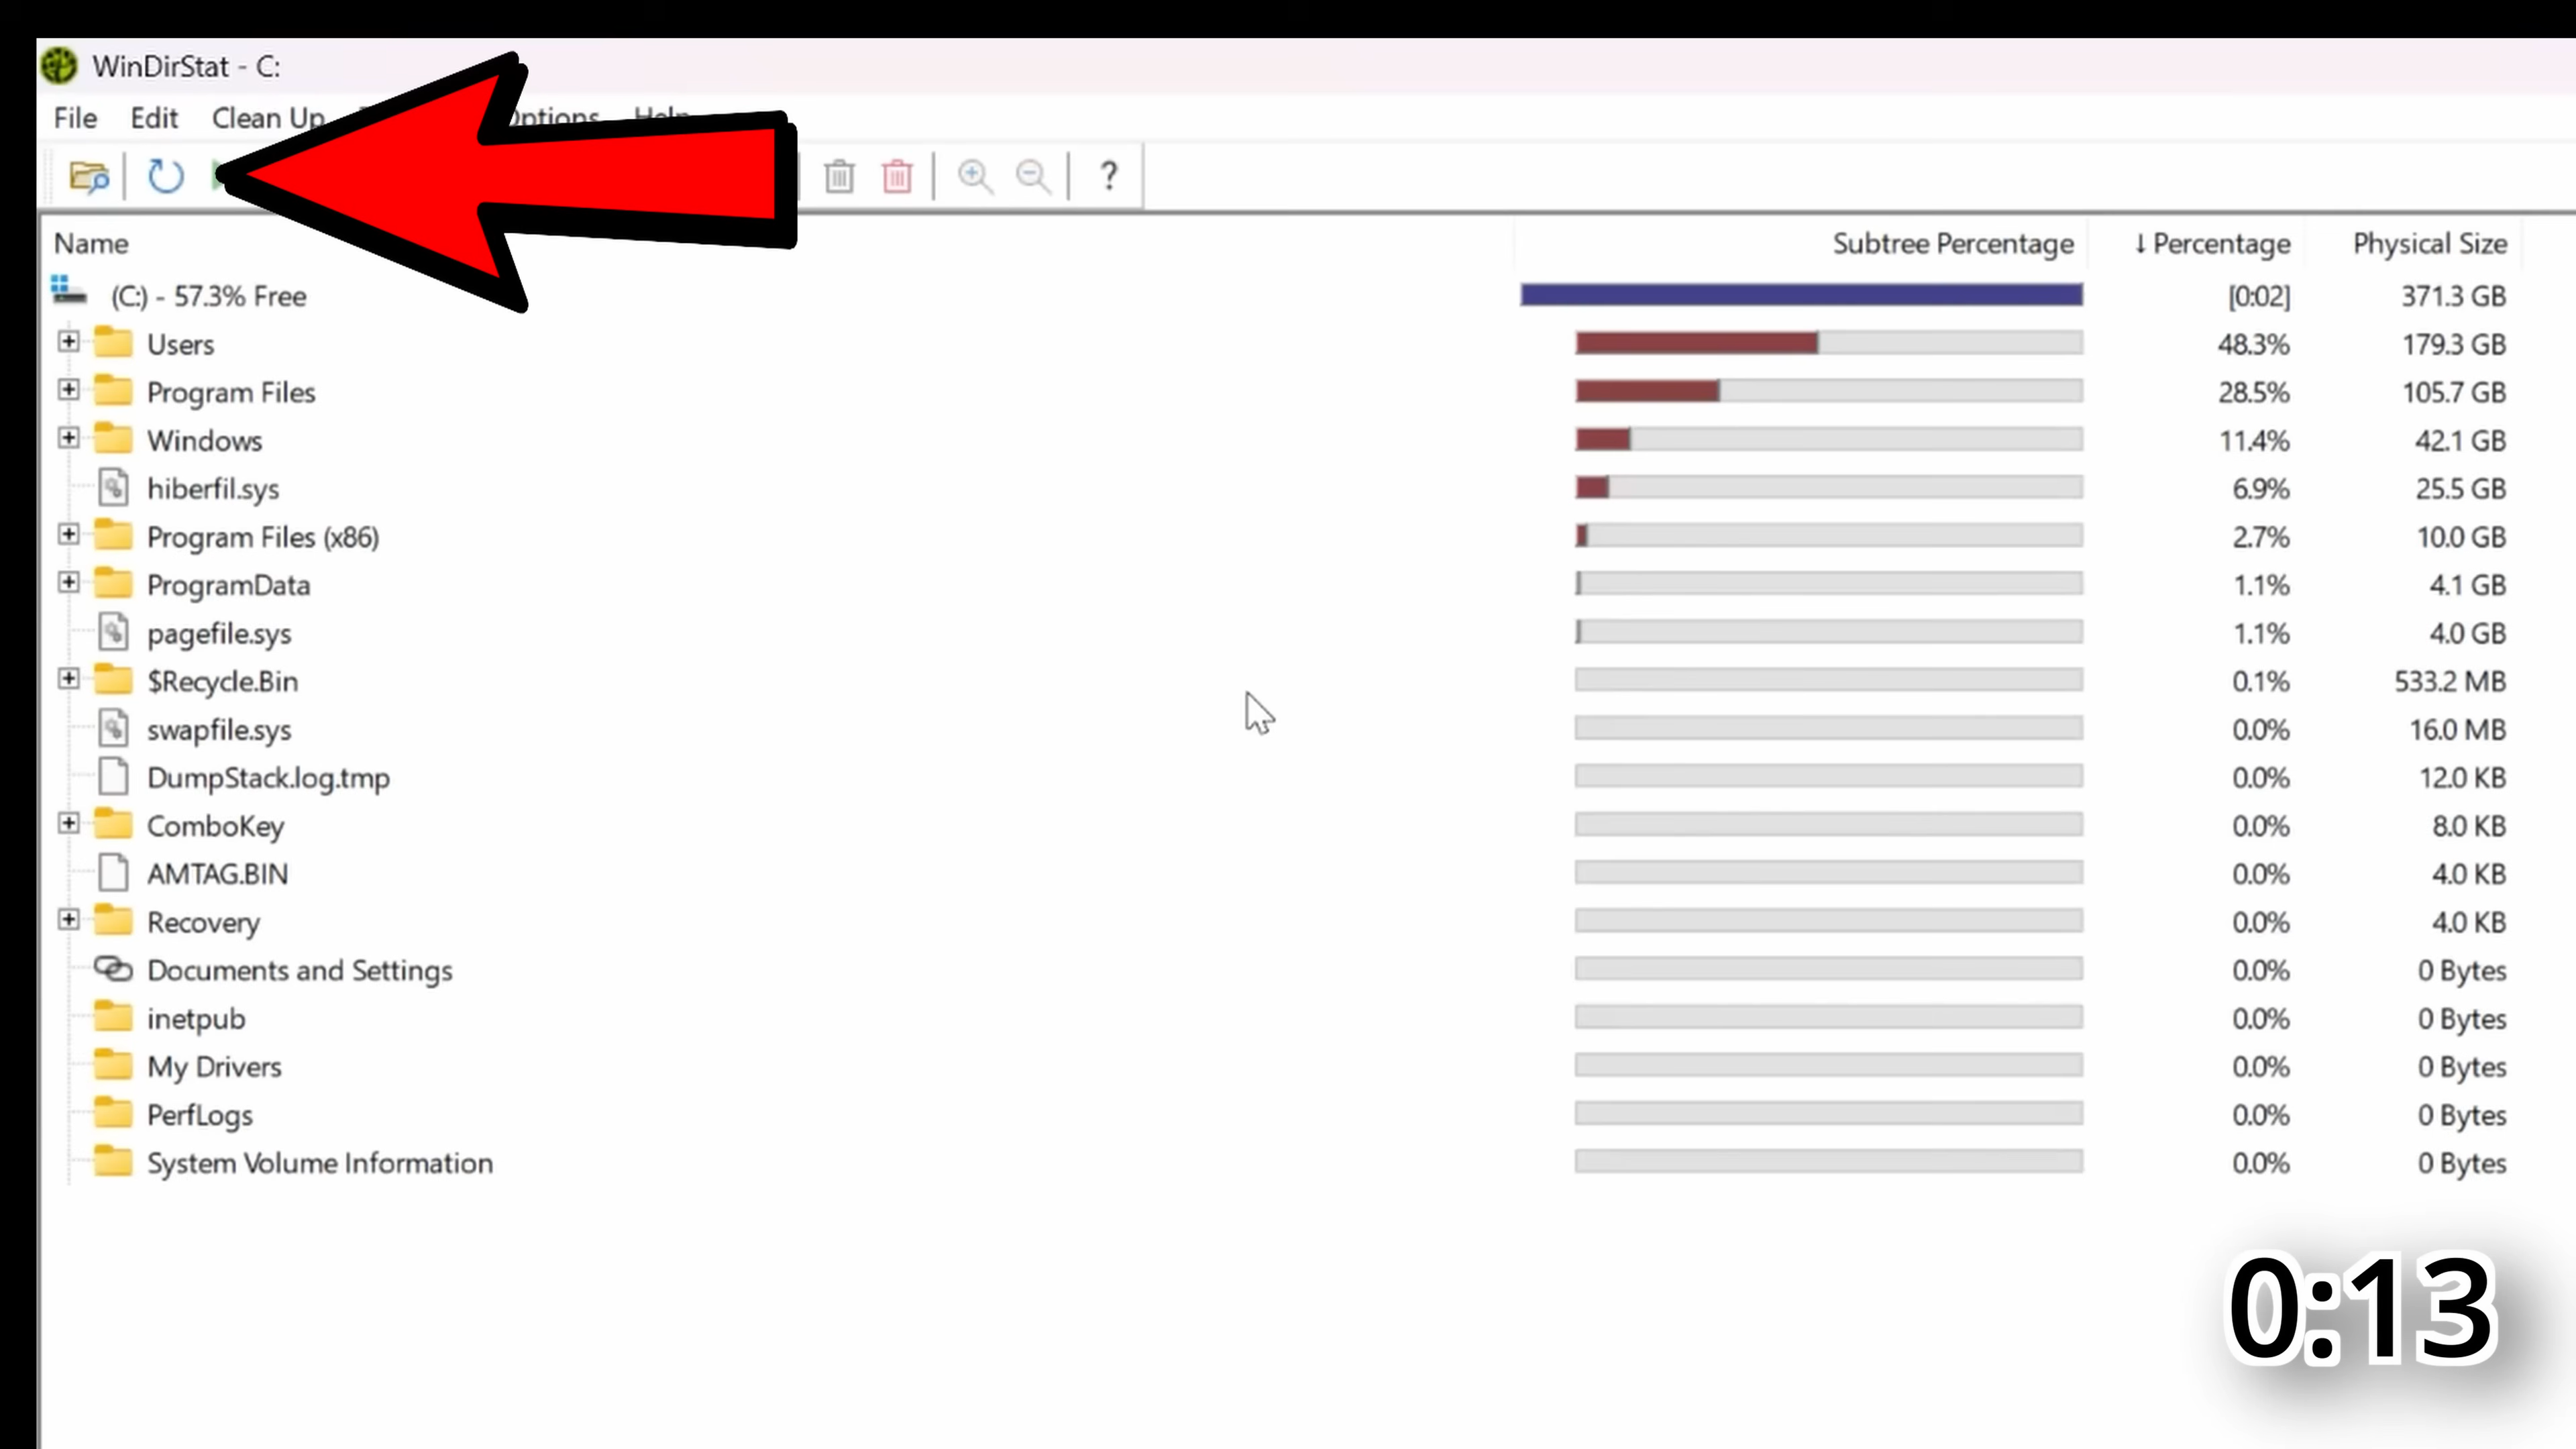 WinDirStat - C:
File Edit Clean Up Options Help
?
Name Subtree Percentage ↓ Percentage Physical Size
(C:) - 57.3% Free [0:02] 371.3 GB
Users 48.3% 179.3 GB
Program Files 28.5% 105.7 GB
Windows 11.4% 42.1 GB
hiberfil.sys 6.9% 25.5 GB
Program Files (x86) 2.7% 10.0 GB
ProgramData 1.1% 4.1 GB
pagefile.sys 1.1% 4.0 GB
$Recycle.Bin 0.1% 533.2 MB
swapfile.sys 0.0% 16.0 MB
DumpStack.log.tmp 0.0% 12.0 KB
ComboKey 0.0% 8.0 KB
AMTAG.BIN 0.0% 4.0 KB
Recovery 0.0% 4.0 KB
Documents and Settings 0.0% 0 Bytes
inetpub 0.0% 0 Bytes
My Drivers 0.0% 0 Bytes
PerfLogs 0.0% 0 Bytes
System Volume Information 0.0% 0 Bytes
0:13